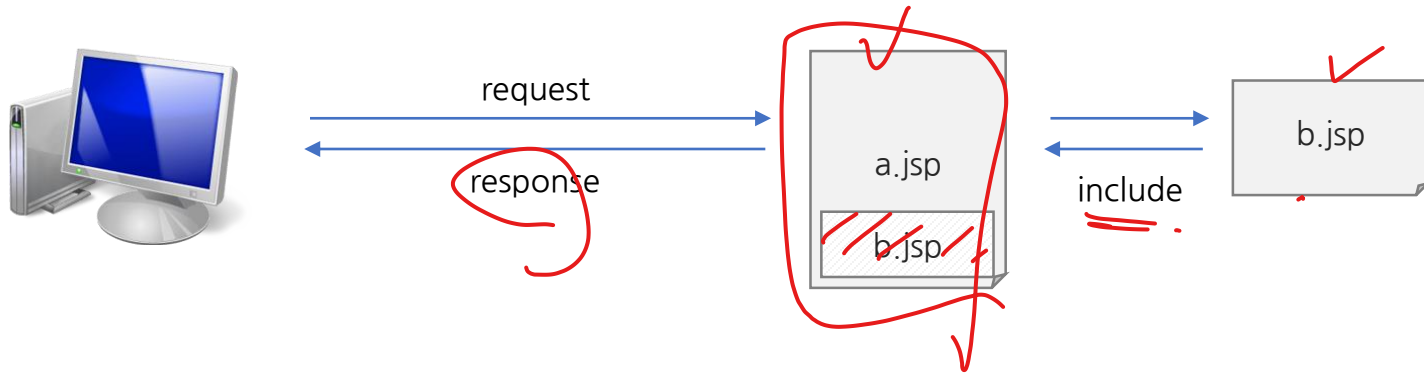 request
response
a.jsp
b.jsp
include
b.jsp